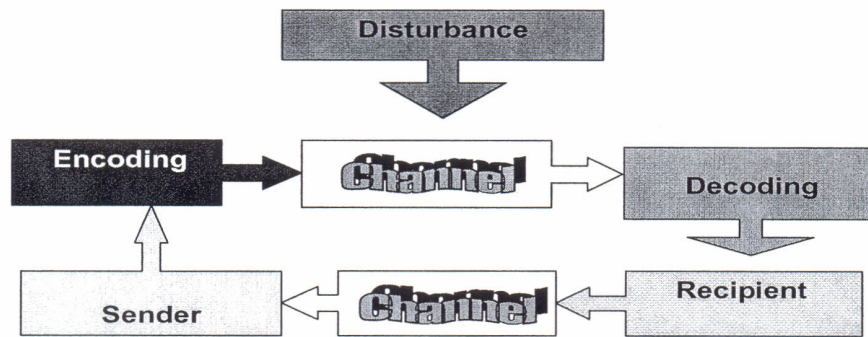 Disturbance
Encoding
Channel
Decoding
Sender
Channel
Recipient